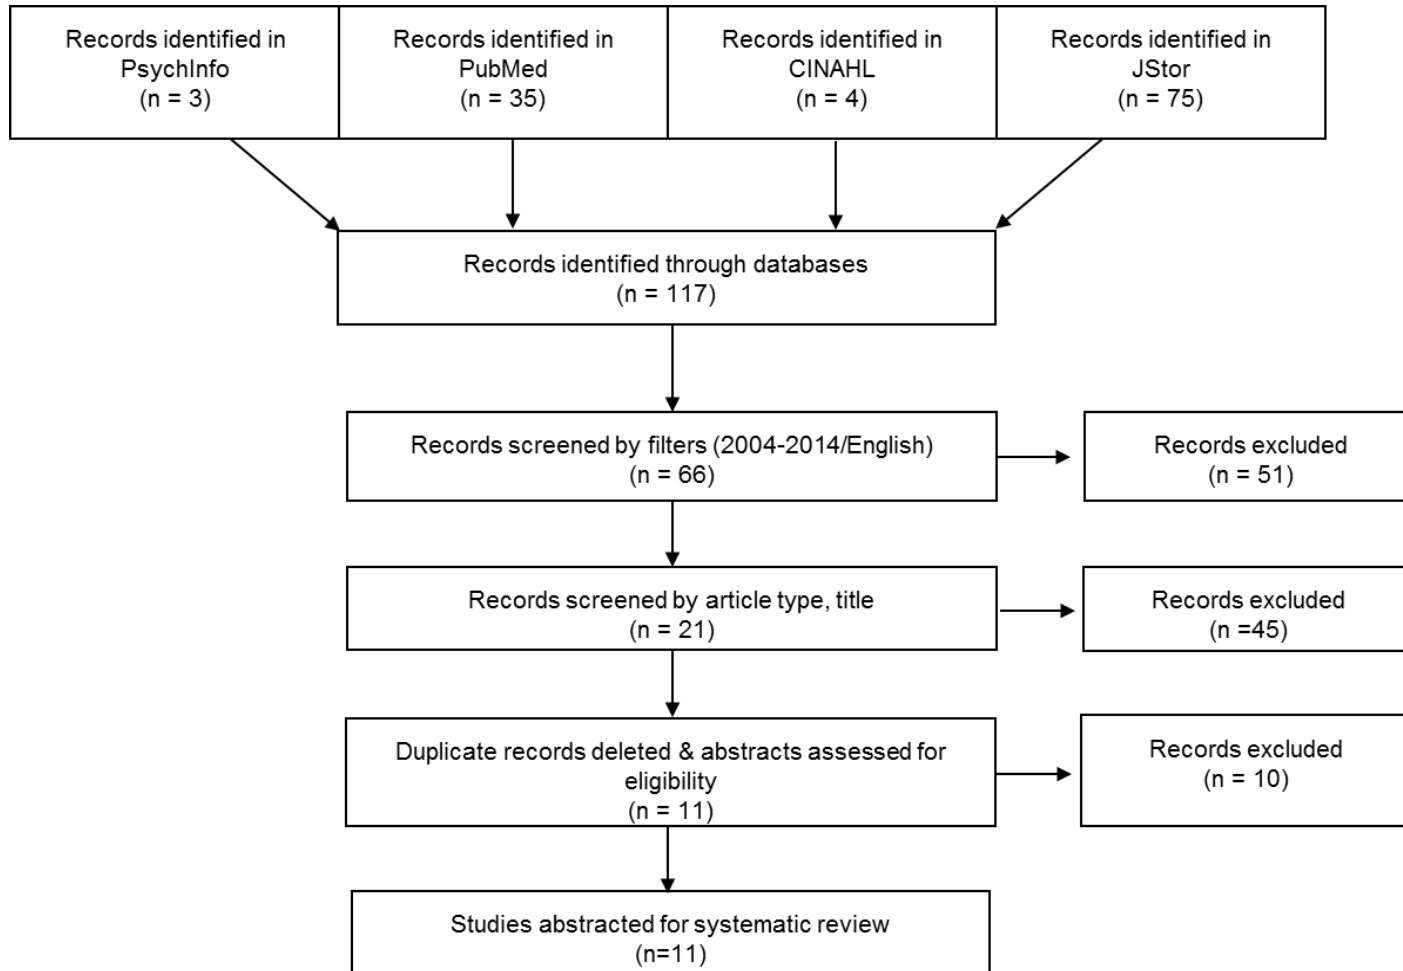 Records identified in
PsychInfo
(n = 3)
Records identified in
PubMed
(n = 35)
Records identified in
CINAHL
(n = 4)
Records identified in
JStor
(n = 75)
Records identified through databases
(n = 117)
Records screened by filters (2004-2014/English)
(n = 66)
Records excluded
(n = 51)
Records screened by article type, title
(n = 21)
Records excluded
(n =45)
Duplicate records deleted & abstracts assessed for
eligibility
(n = 11)
Records excluded
(n = 10)
Studies abstracted for systematic review
(n=11)